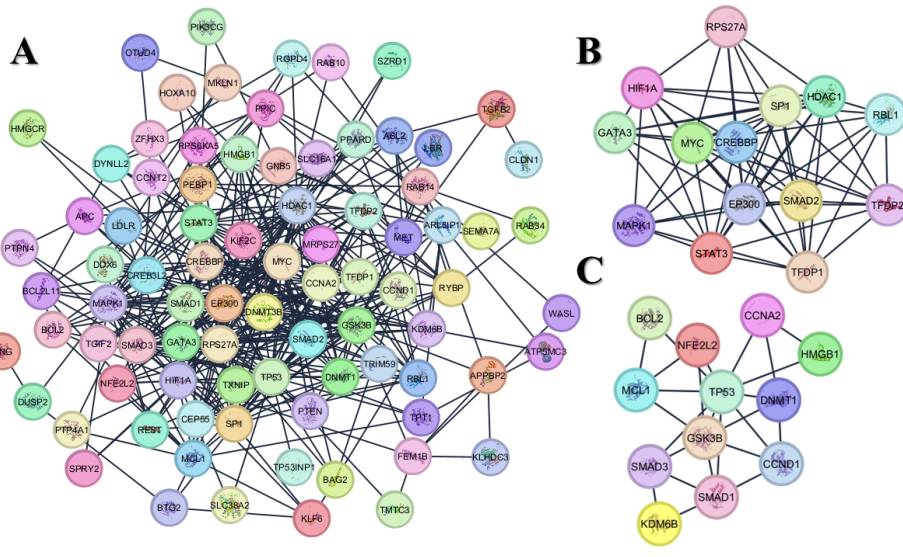 A
PIK3CG
OTUD4
RGPD4
RAB10
SZRD1
MKLN1
HOXA10
PPIC
TGFB2
HMGCR
ZFHX3
RPS6KA5
HMGB1
PPARD
ABL2
LBR
CLDN1
DYNLL2
CCNT2
GNB5
SLC16A1
PEBP1
RAB14
APC
LDLR
STAT3
HDAC1
TFDP2
MET
ARL6IP1
SEMA7A
RAB34
PTPN4
KIF2C
MRPS27
DDX6
CREB3L2
CREBBP
MYC
BCL2L11
MAPK1
SMAD1
EP300
CCNA2
TFDP1
CCND1
RYBP
DNMT3B
WASL
BCL2
TGIF2
SMAD3
GATA3
RPS27A
SMAD2
GSK3B
KDM6B
ATP5MC3
NG
NFE2L2
HIF1A
TXNIP
TP53
DNMT1
TRIM59
RBL1
APPBP2
DUSP2
PTP4A1
REST
CEP55
SP1
PTEN
TPT1
MCL1
FEM1B
KLHDC3
SPRY2
TP53INP1
BAG2
BTG2
SLC38A2
KLF6
TMTC3
B
RPS27A
HIF1A
SP1
HDAC1
RBL1
GATA3
MYC
CREBBP
EP300
SMAD2
TFDP2
MAPK1
STAT3
TFDP1
C
BCL2
CCNA2
NFE2L2
HMGB1
MCL1
TP53
DNMT1
GSK3B
SMAD3
CCND1
SMAD1
KDM6B